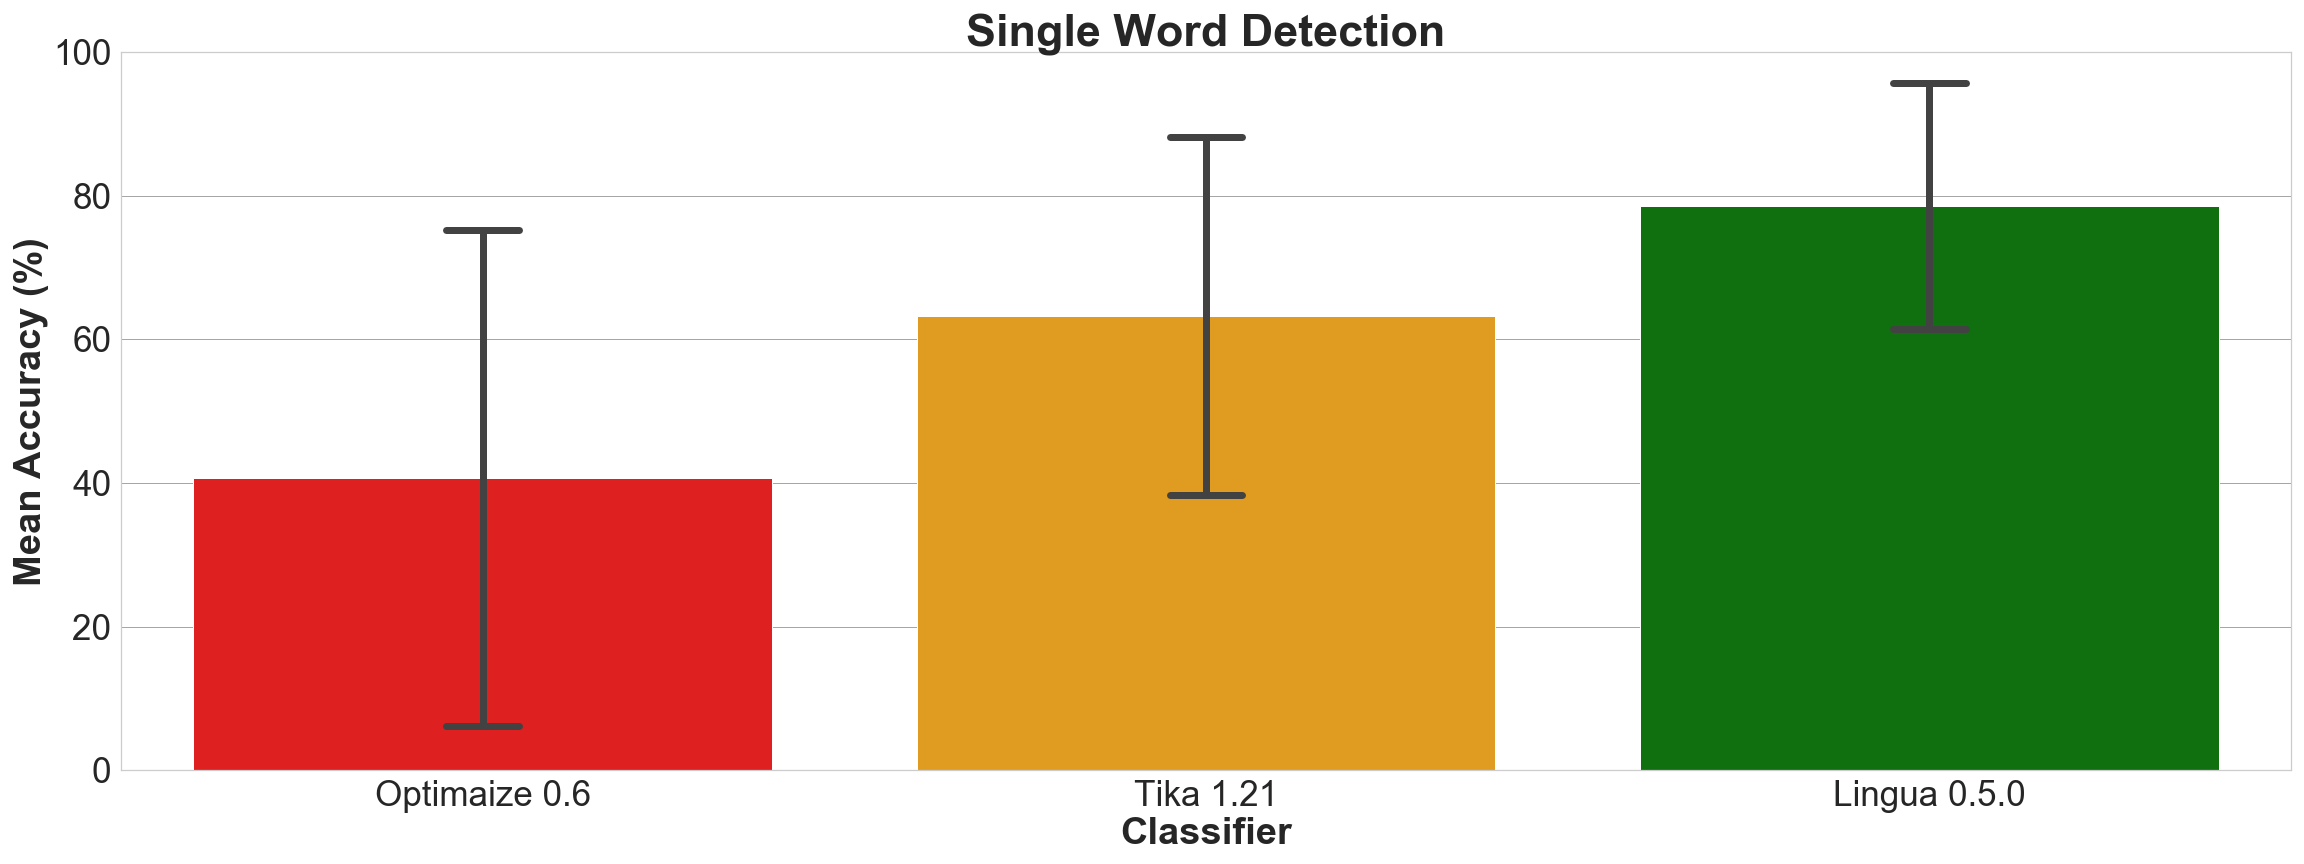 Single Word Detection
100
80
60
40
20
0
Mean Accuracy (%)
Optimaize 0.6
Tika 1.21
Lingua 0.5.0
Classifier